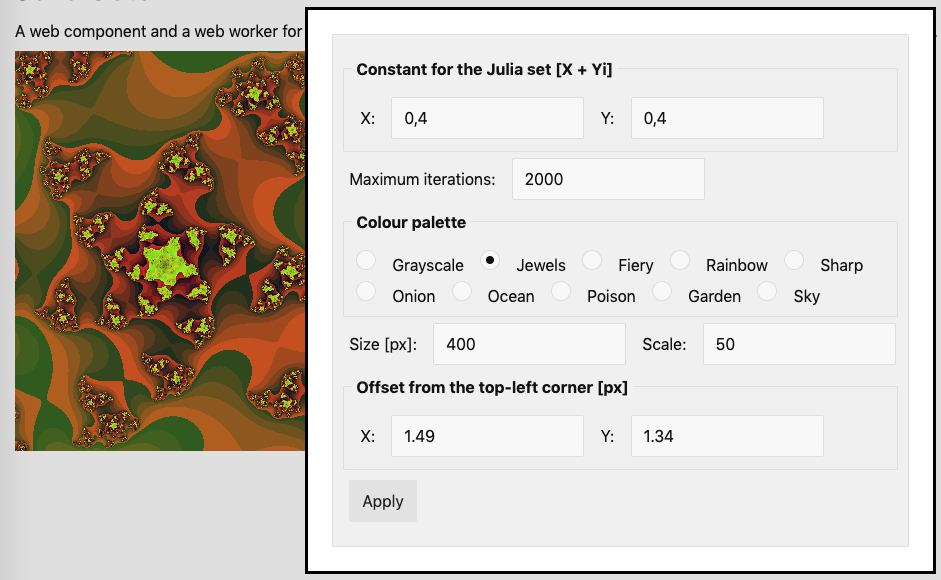 A web component and a web worker for
Constant for the Julia set [X + Yi]
X: 0,4 Y: 0,4
Maximum iterations: 2000
Colour palette
Grayscale Jewels Fiery Rainbow Sharp
Onion Ocean Poison Garden Sky
Size [px]: 400 Scale: 50
Offset from the top-left corner [px]
X: 1.49 Y: 1.34
Apply